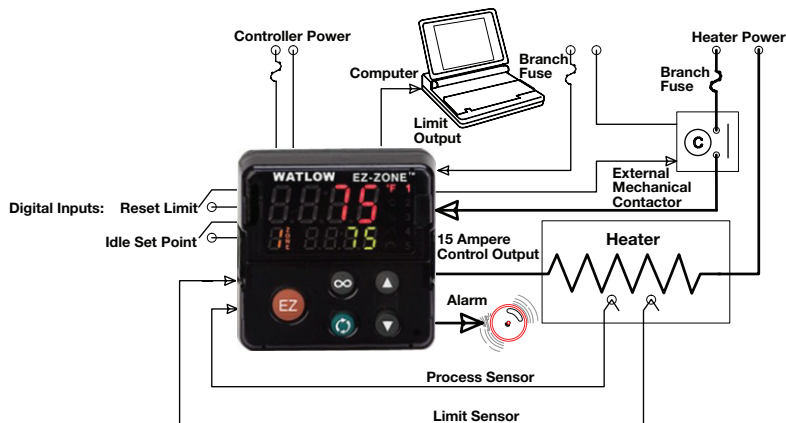 Controller Power
Heater Power
Branch
Fuse
Branch
Fuse
Computer
Limit
Output
C
WATLOW EZ-ZONE™
75 °F 1
External
Mechanical
Contactor
Digital Inputs: Reset Limit
Idle Set Point
1 ZONE 75
15 Ampere
Control Output
Heater
EZ
Alarm
Process Sensor
Limit Sensor